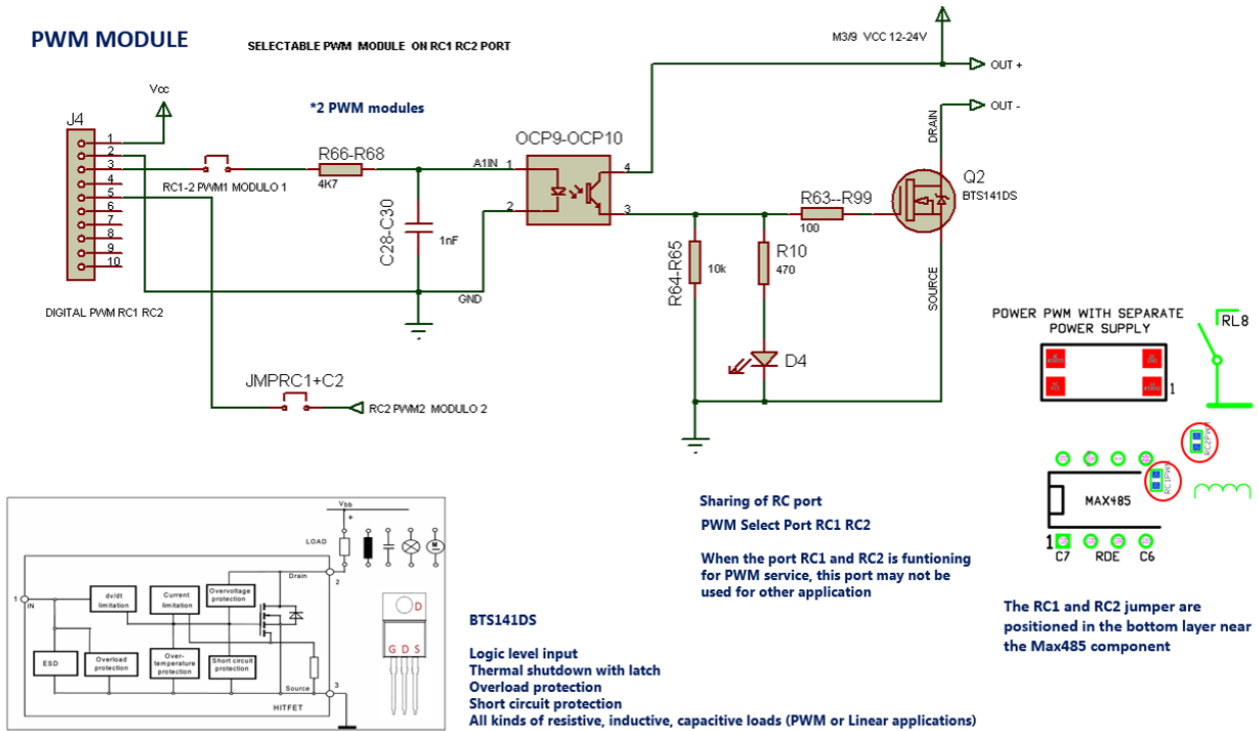 PWM MODULE
SELECTABLE PWM MODULE ON RC1 RC2 PORT
M3/9 VCC 12-24V
OUT +
OUT -
Vcc
*2 PWM modules
J4
1
2
3
4
5
6
7
8
9
10
OCP9-OCP10
R66-R68
4K7
A1IN
1
2
3
4
RC1-2 PWM1 MODULO 1
C28-C30
1nF
GND
DRAIN
Q2
BTS141DS
R63--R99
100
R64-R65
10k
R10
470
SOURCE
D4
DIGITAL PWM RC1 RC2
JMPRC1+C2
RC2 PWM2 MODULO 2
POWER PWM WITH SEPARATE
POWER SUPPLY
RL8
1
RC2PWM
RC1PWM
MAX485
1
C7
RDE
C6
Sharing of RC port
PWM Select Port RC1 RC2
When the port RC1 and RC2 is funtioning
for PWM service, this port may not be
used for other application
The RC1 and RC2 jumper are
positioned in the bottom layer near
the Max485 component
Vbb
+
LOAD
M
Drain
2
1
IN
dv/dt
limitation
Current
limitation
Overvoltage
protection
ESD
Overload
protection
Over-
temperature
protection
Short circuit
protection
Source
3
HITFET
D
G D S
BTS141DS
Logic level input
Thermal shutdown with latch
Overload protection
Short circuit protection
All kinds of resistive, inductive, capacitive loads (PWM or Linear applications)